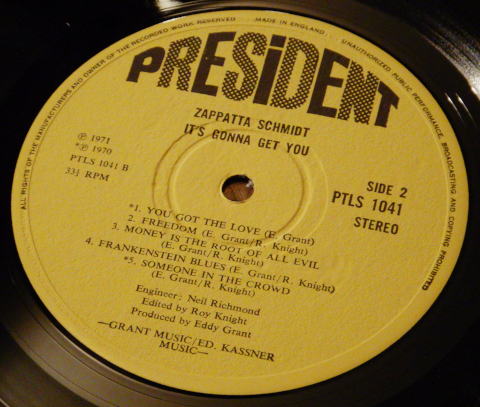 ALL RIGHTS OF THE MANUFACTURERS AND OWNER OF THE RECORDED WORK RESERVED MADE IN ENGLAND UNAUTHORIZED PUBLIC PERFORMANCE, BROADCASTING AND COPYING PROHIBITED
PRESIDENT
ZAPPATTA SCHMIDT
IT'S GONNA GET YOU
℗ 1971
*℗ 1970
PTLS 1041 B
33⅓ RPM
SIDE 2
PTLS 1041
STEREO
*1. YOU GOT THE LOVE (E. Grant)
2. FREEDOM (E. Grant/R. Knight)
3. MONEY IS THE ROOT OF ALL EVIL
(E. Grant/R. Knight)
4. FRANKENSTEIN BLUES (E. Grant/R. Knight)
*5. SOMEONE IN THE CROWD
(E. Grant/R. Knight)
Engineer: Neil Richmond
Edited by Roy Knight
Produced by Eddy Grant
—GRANT MUSIC/ED. KASSNER
MUSIC—